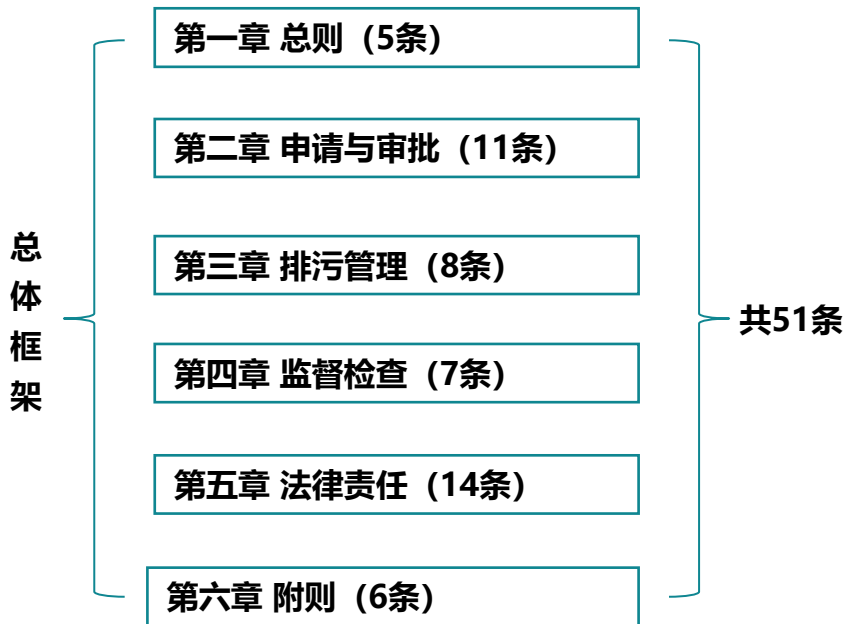 总体框架
第一章 总则（5条）
第二章 申请与审批（11条）
第三章 排污管理（8条）
第四章 监督检查（7条）
第五章 法律责任（14条）
第六章 附则（6条）
共51条